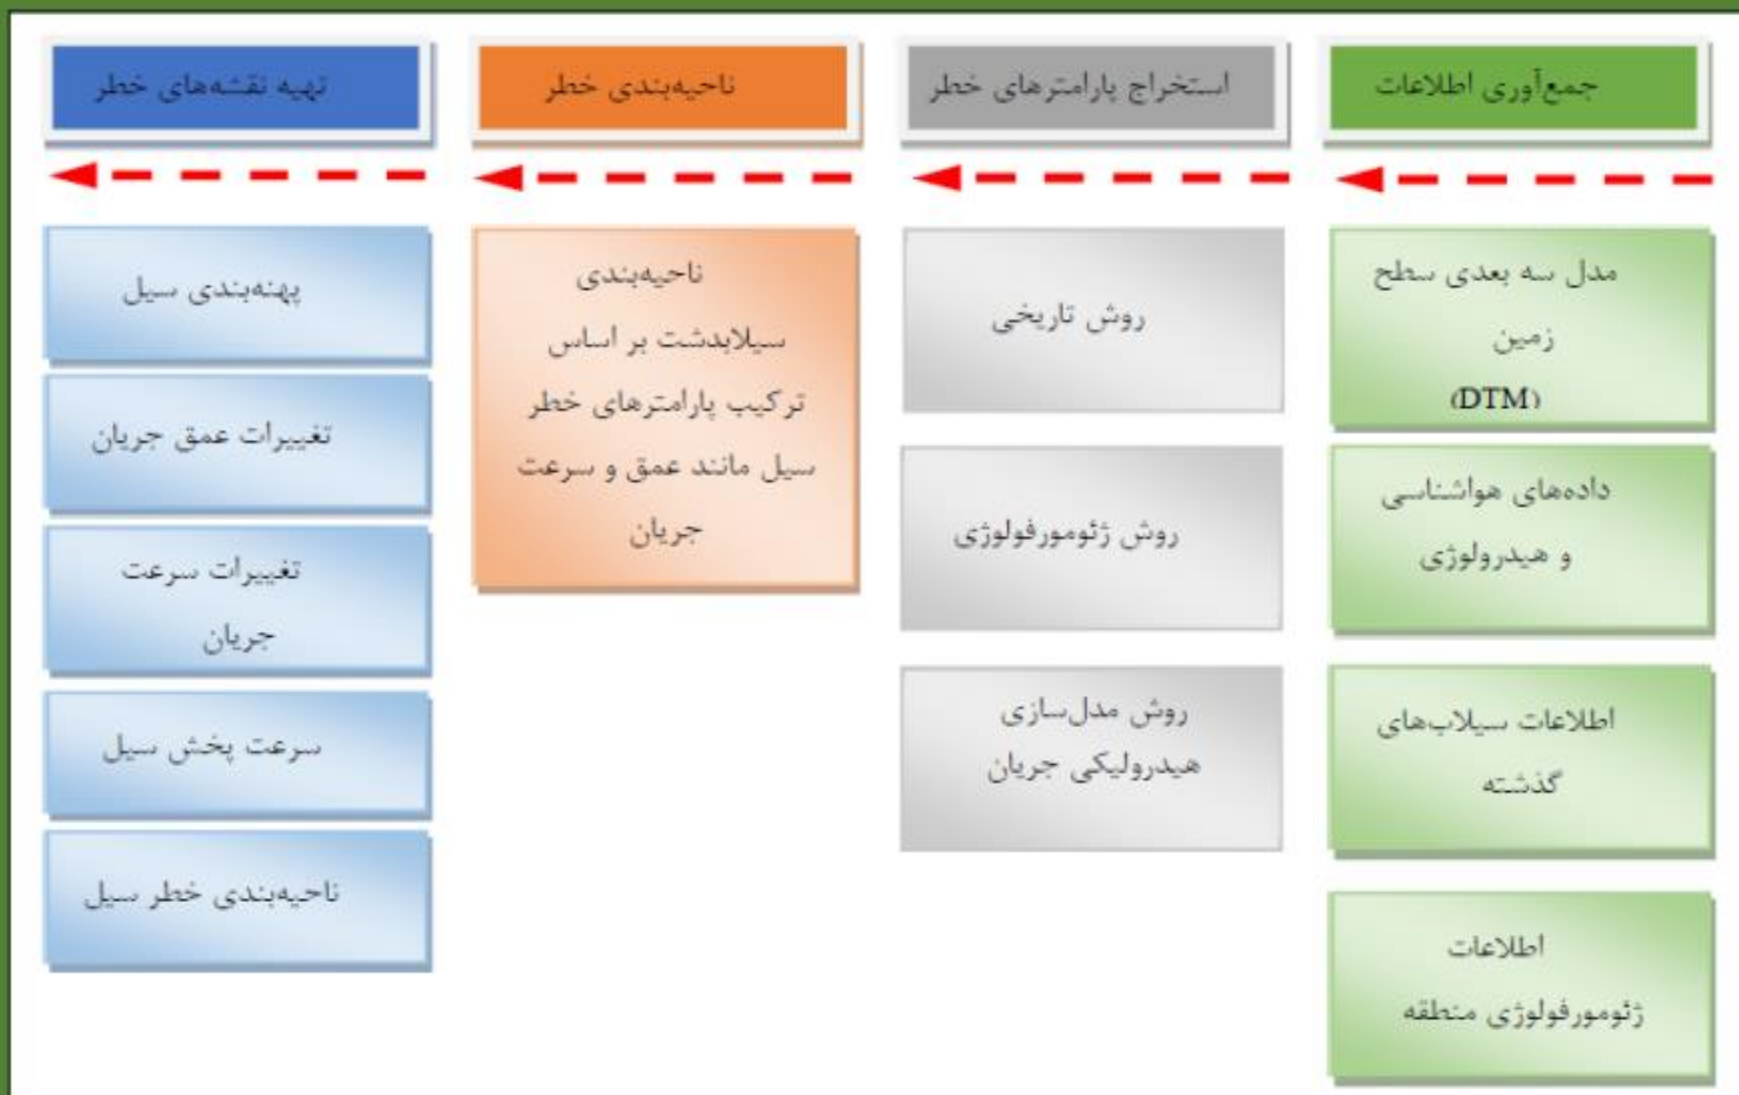 جمع‌آوری اطلاعات
استخراج پارامترهای خطر
ناحیه‌بندی خطر
تهیه نقشه‌های خطر
مدل سه بعدی سطح
زمین
(DTM)
داده‌های هواشناسی
و هیدرولوژی
اطلاعات سیلاب‌های
گذشته
اطلاعات
ژئومورفولوژی منطقه
روش تاریخی
روش ژئومورفولوژی
روش مدل‌سازی
هیدرولیکی جریان
ناحیه‌بندی
سیلابدشت بر اساس
ترکیب پارامترهای خطر
سیل مانند عمق و سرعت
جریان
پهنه‌بندی سیل
تغییرات عمق جریان
تغییرات سرعت
جریان
سرعت پخش سیل
ناحیه‌بندی خطر سیل